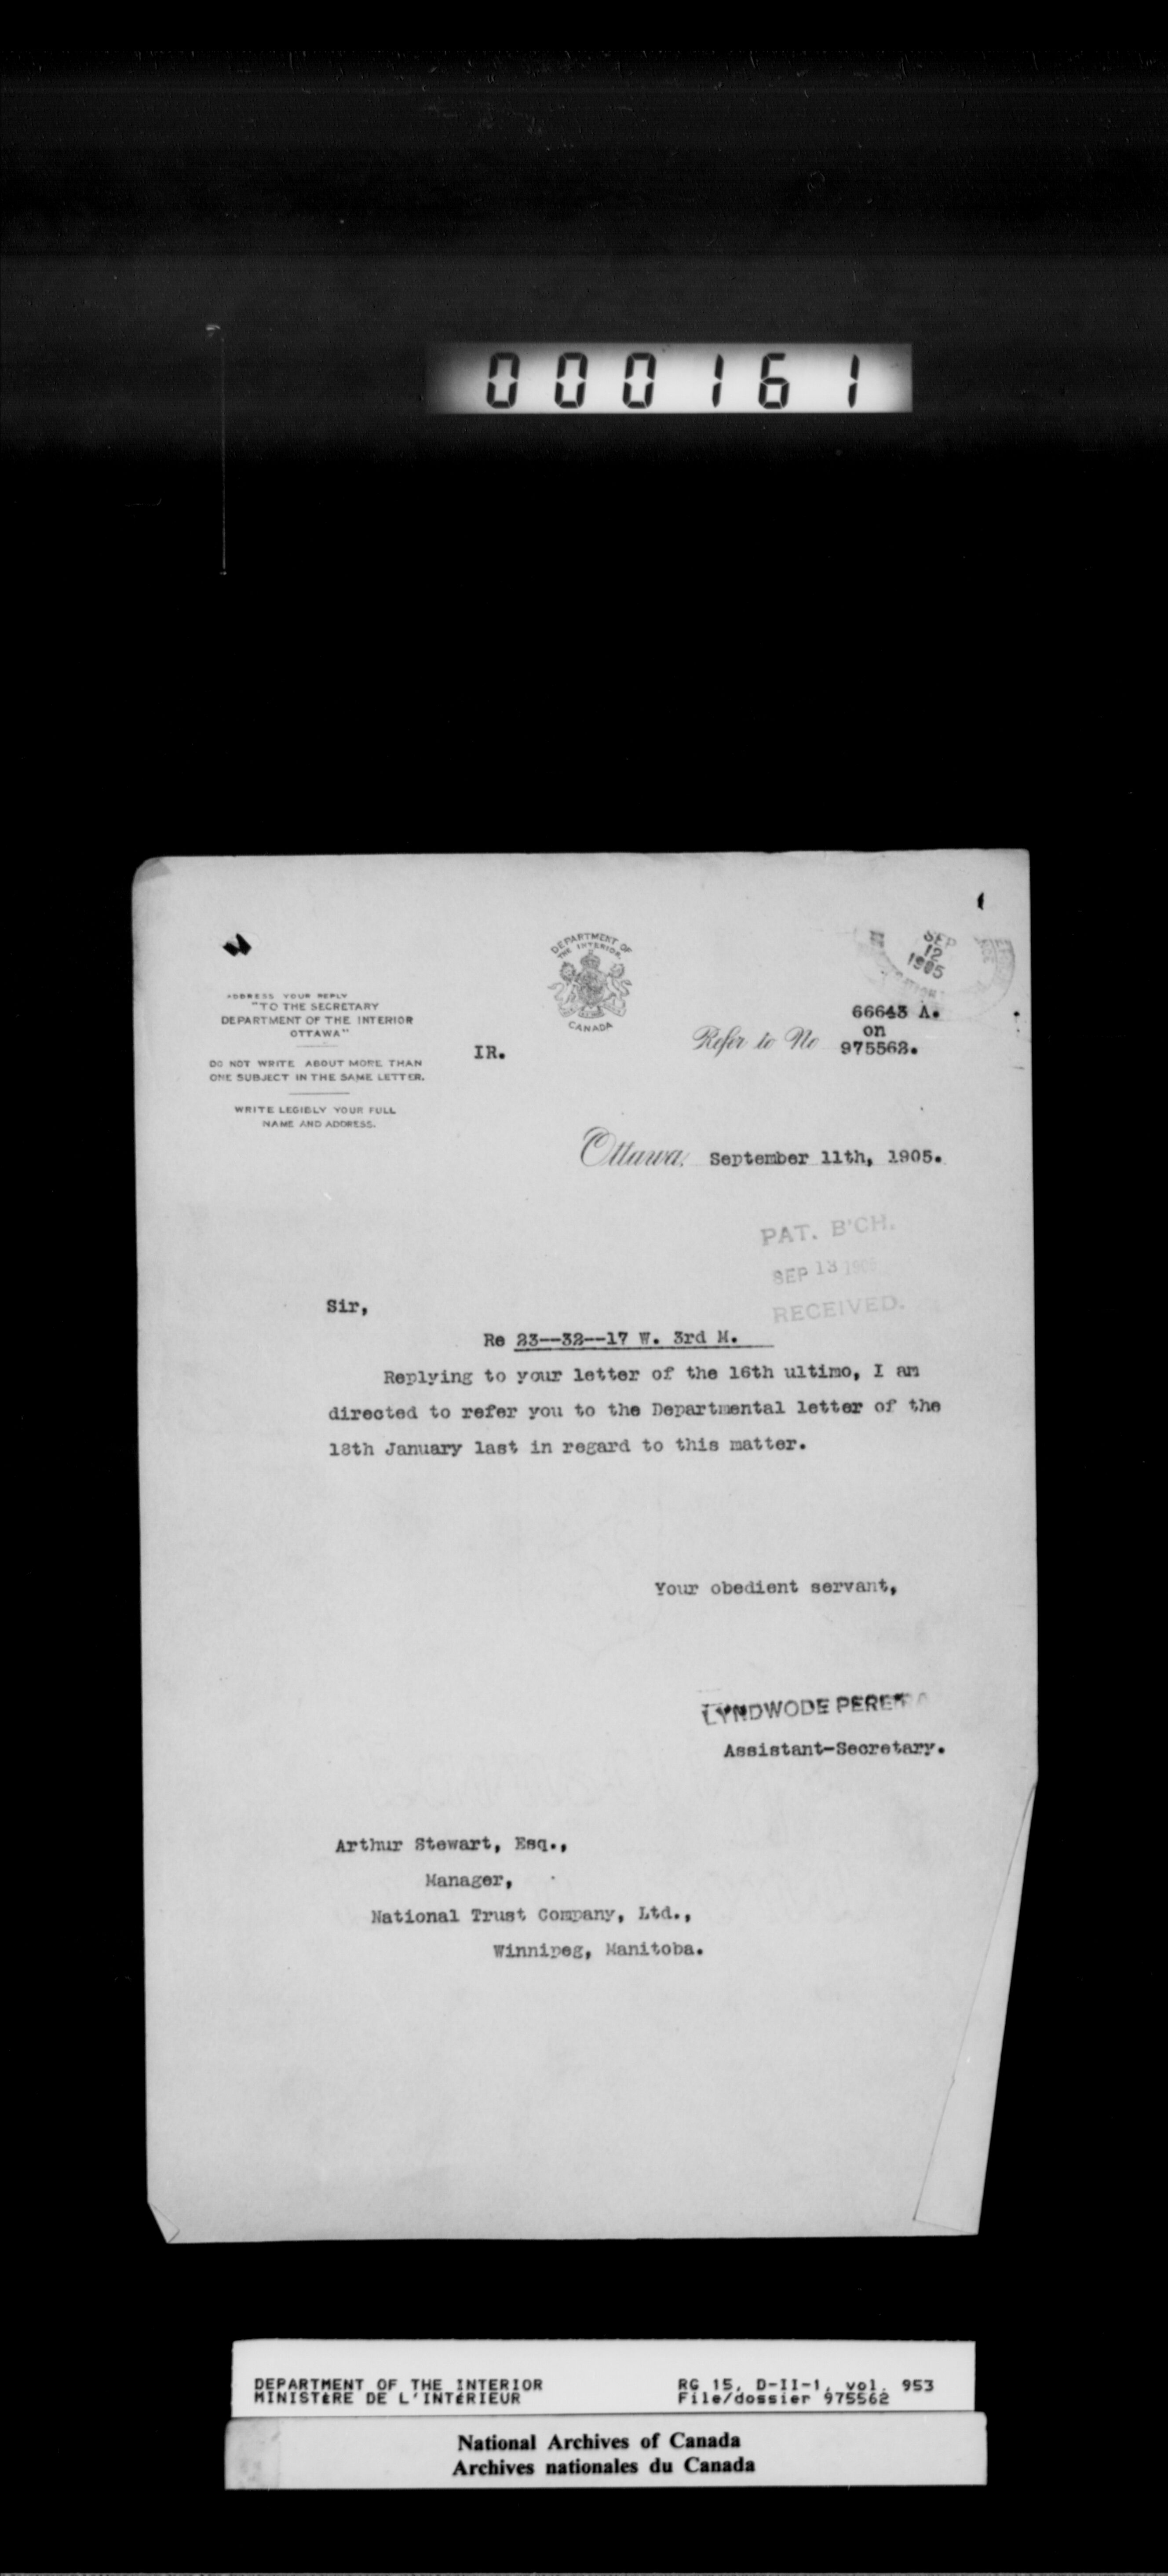 000161
SEP
12
1905
DEPARTMENT OF
THE INTERIOR
CANADA
ADDRESS YOUR REPLY
"TO THE SECRETARY
DEPARTMENT OF THE INTERIOR
OTTAWA"
DO NOT WRITE ABOUT MORE THAN
ONE SUBJECT IN THE SAME LETTER.
WRITE LEGIBLY YOUR FULL
NAME AND ADDRESS.
IR.
66643 A.
on
Refer to No 975562.
Ottawa, September 11th, 1905.
PAT. B'CH.
SEP 13 1905
RECEIVED.
Sir,
Re 23--32--17 W. 3rd M.
Replying to your letter of the 16th ultimo, I am
directed to refer you to the Departmental letter of the
18th January last in regard to this matter.
Your obedient servant,
LYNDWODE PEREIRA
Assistant-Secretary.
Arthur Stewart, Esq.,
Manager,
National Trust Company, Ltd.,
Winnipeg, Manitoba.
DEPARTMENT OF THE INTERIOR
MINISTÈRE DE L'INTÉRIEUR
RG 15, D-II-1, vol. 953
File/dossier 975562
National Archives of Canada
Archives nationales du Canada